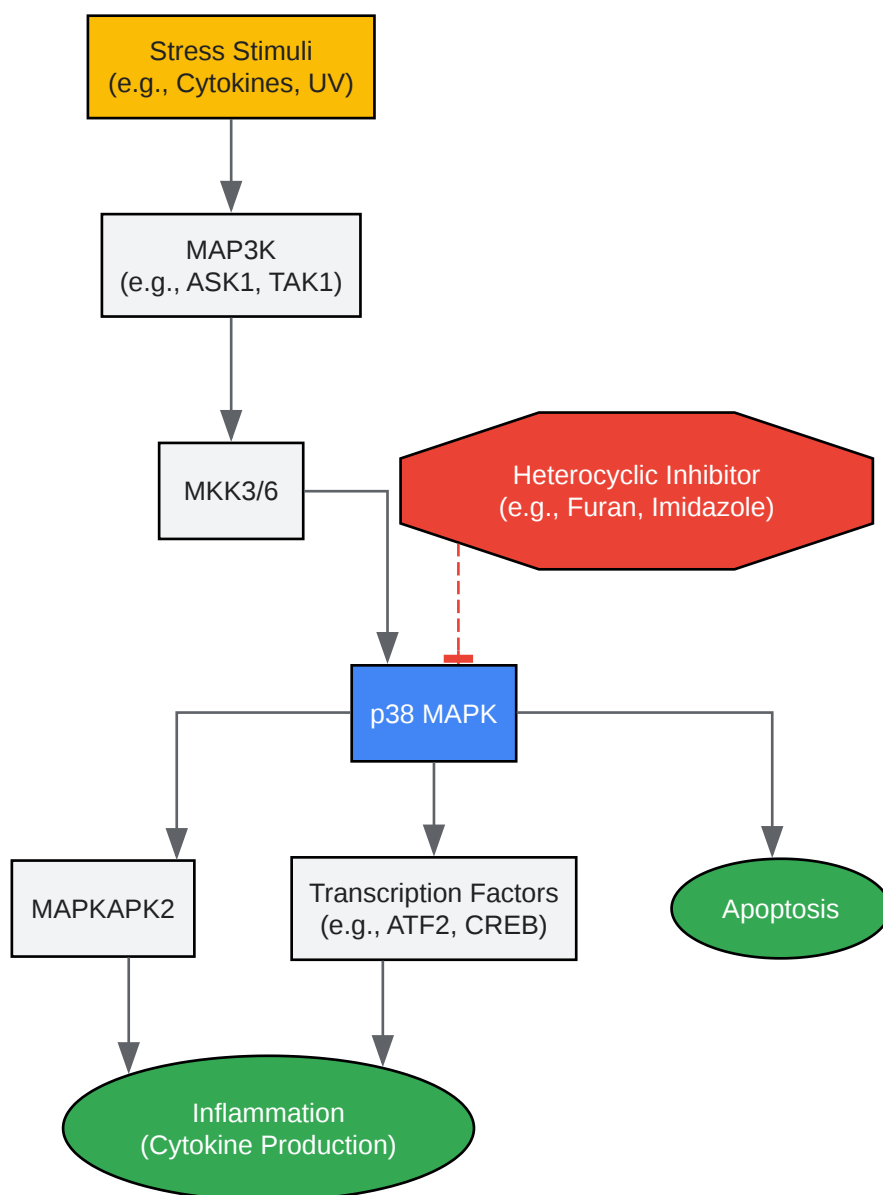 Stress Stimuli
(e.g., Cytokines, UV)
MAP3K
(e.g., ASK1, TAK1)
MKK3/6
Heterocyclic Inhibitor
(e.g., Furan, Imidazole)
p38 MAPK
MAPKAPK2
Transcription Factors
(e.g., ATF2, CREB)
Apoptosis
Inflammation
(Cytokine Production)